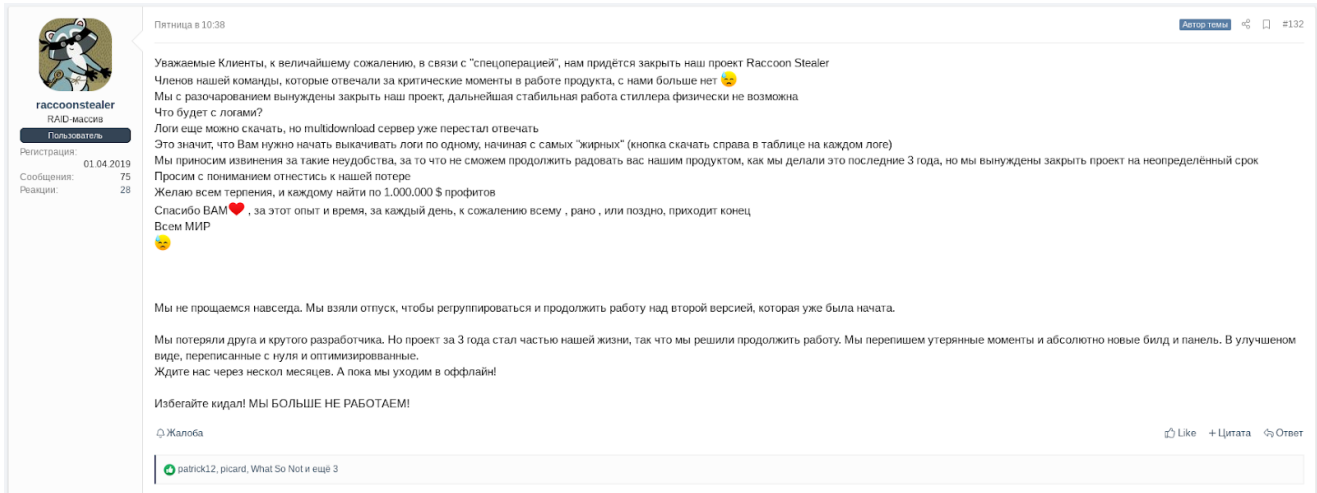 Пятница в 10:38
Автор темы
#132
raccoonstealer
RAID-массив
Пользователь
Регистрация:
01.04.2019
Сообщения: 75
Реакции: 28
Уважаемые Клиенты, к величайшему сожалению, в связи с "спецоперацией", нам придётся закрыть наш проект Raccoon Stealer
Членов нашей команды, которые отвечали за критические моменты в работе продукта, с нами больше нет
Мы с разочарованием вынуждены закрыть наш проект, дальнейшая стабильная работа стиллера физически не возможна
Что будет с логами?
Логи еще можно скачать, но multidownload сервер уже перестал отвечать
Это значит, что Вам нужно начать выкачивать логи по одному, начиная с самых "жирных" (кнопка скачать справа в таблице на каждом логе)
Мы приносим извинения за такие неудобства, за то что не сможем продолжить радовать вас нашим продуктом, как мы делали это последние 3 года, но мы вынуждены закрыть проект на неопределённый срок
Просим с пониманием отнестись к нашей потере
Желаю всем терпения, и каждому найти по 1.000.000 $ профитов
Спасибо ВАМ❤ , за этот опыт и время, за каждый день, к сожалению всему , рано , или поздно, приходит конец
Всем МИР
Мы не прощаемся навсегда. Мы взяли отпуск, чтобы регруппироваться и продолжить работу над второй версией, которая уже была начата.
Мы потеряли друга и крутого разработчика. Но проект за 3 года стал частью нашей жизни, так что мы решили продолжить работу. Мы перепишем утерянные моменты и абсолютно новые билд и панель. В улучшеном
виде, переписанные с нуля и оптимизировванные.
Ждите нас через нескол месяцев. А пока мы уходим в оффлайн!
Избегайте кидал! МЫ БОЛЬШЕ НЕ РАБОТАЕМ!
Жалоба
Like + Цитата Ответ
patrick12, picard, What So Not и ещё 3